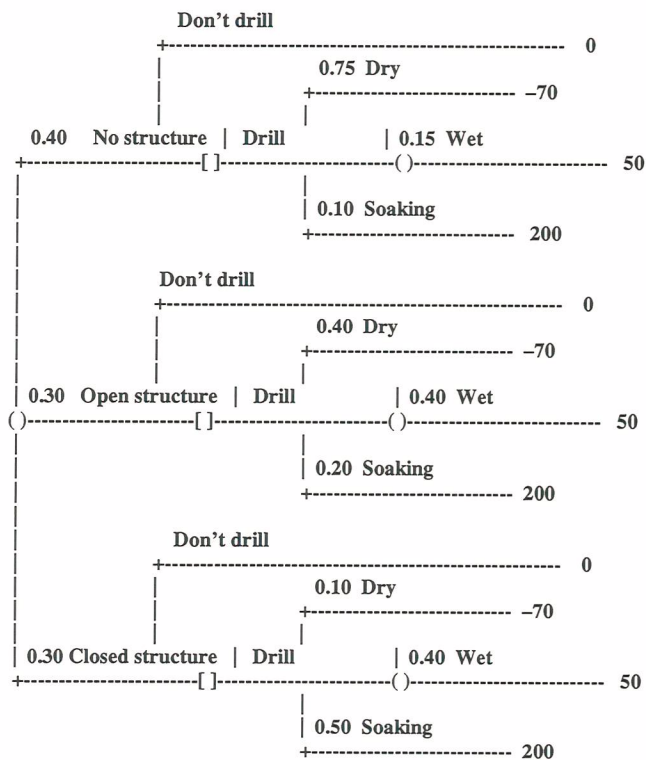 Don't drill
0
0.75 Dry
–70
0.40 No structure | Drill | 0.15 Wet
[ ] ( ) 50
0.10 Soaking
200
Don't drill
0
0.40 Dry
–70
0.30 Open structure | Drill | 0.40 Wet
( ) [ ] ( ) 50
0.20 Soaking
200
Don't drill
0
0.10 Dry
–70
0.30 Closed structure | Drill | 0.40 Wet
[ ] ( ) 50
0.50 Soaking
200